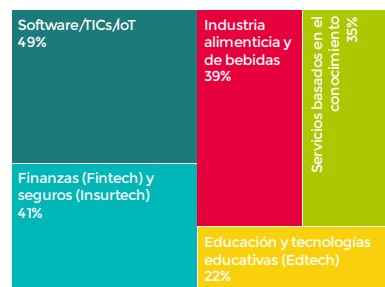 Software/TICs/IoT
49%
Finanzas (Fintech) y
seguros (Insurtech)
41%
Industria
alimenticia y
de bebidas
39%
Servicios basados en el
conocimiento
35%
Educación y tecnologías
educativas (Edtech)
22%